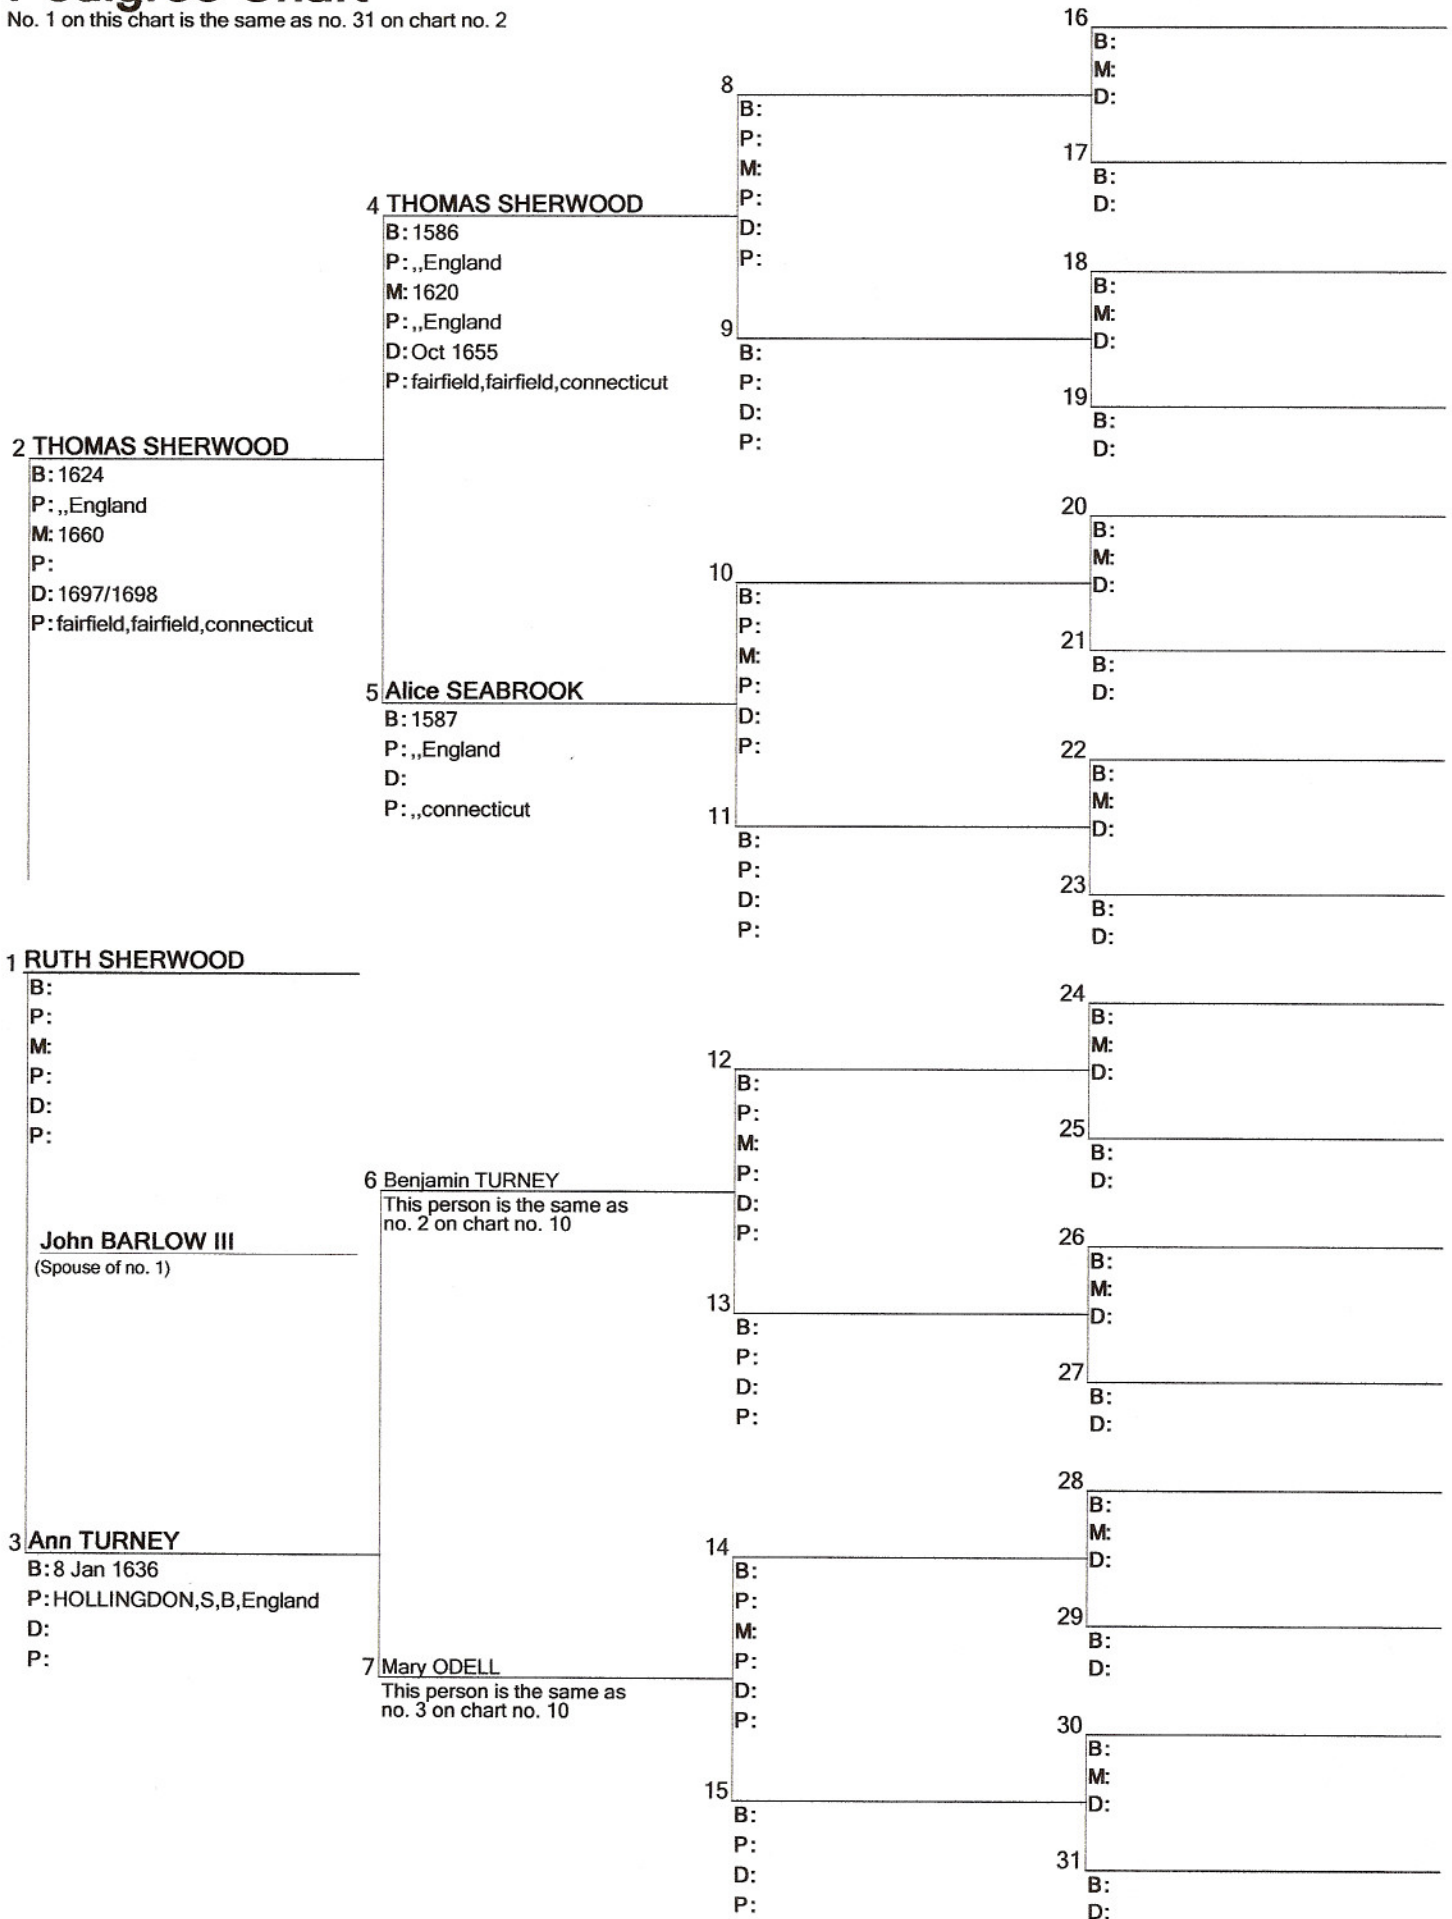 Pedigree Chart
No. 1 on this chart is the same as no. 31 on chart no. 2
16
B:
M:
D:
8
B:
P:
M:
P:
D:
P:
17
B:
D:
4 THOMAS SHERWOOD
B: 1586
P: ,,England
M: 1620
P: ,,England
D: Oct 1655
P: fairfield,fairfield,connecticut
18
B:
M:
D:
9
B:
P:
D:
P:
19
B:
D:
2 THOMAS SHERWOOD
B: 1624
P: ,,England
M: 1660
P:
D: 1697/1698
P: fairfield,fairfield,connecticut
20
B:
M:
D:
10
B:
P:
M:
P:
D:
P:
21
B:
D:
5 Alice SEABROOK
B: 1587
P: ,,England
D:
P: ,,connecticut
22
B:
M:
D:
11
B:
P:
D:
P:
23
B:
D:
1 RUTH SHERWOOD
B:
P:
M:
P:
D:
P:
24
B:
M:
D:
12
B:
P:
M:
P:
D:
P:
25
B:
D:
6 Benjamin TURNEY
This person is the same as
no. 2 on chart no. 10
John BARLOW III
(Spouse of no. 1)
26
B:
M:
D:
13
B:
P:
D:
P:
27
B:
D:
28
B:
M:
D:
3 Ann TURNEY
B: 8 Jan 1636
P: HOLLINGDON,S,B,England
D:
P:
14
B:
P:
M:
P:
D:
P:
29
B:
D:
7 Mary ODELL
This person is the same as
no. 3 on chart no. 10
30
B:
M:
D:
15
B:
P:
D:
P:
31
B:
D: